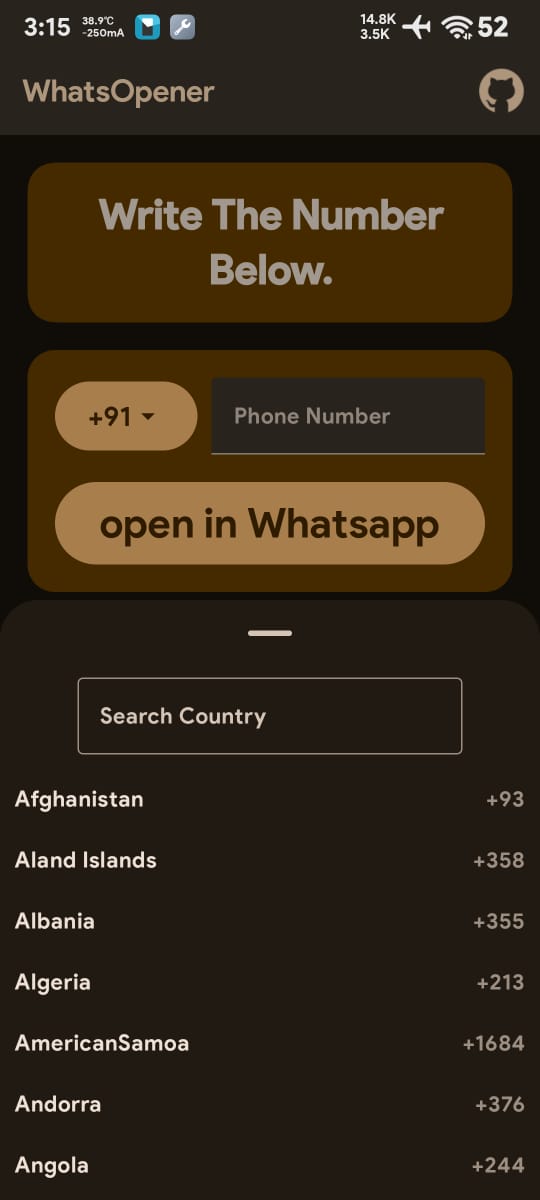 3:15 38.9°C 14.8K 52
-250mA 3.5K
WhatsOpener
Write The Number
Below.
+91 Phone Number
open in Whatsapp
Search Country
Afghanistan +93
Aland Islands +358
Albania +355
Algeria +213
AmericanSamoa +1684
Andorra +376
Angola +244